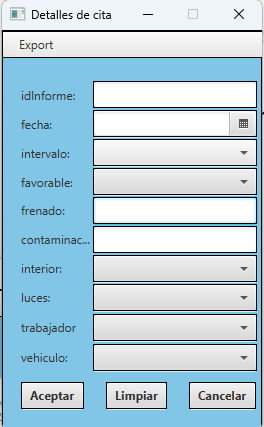 Detalles de cita
Export
idInforme:
fecha:
intervalo:
favorable:
frenado:
contaminac...
interior:
luces:
trabajador
vehiculo:
Aceptar Limpiar Cancelar